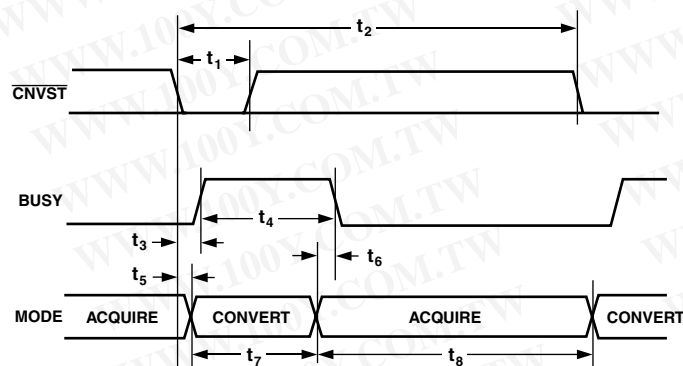 t2
t1
CNVST
BUSY
t4
t3
t6
t5
MODE ACQUIRE CONVERT ACQUIRE CONVERT
t7 t8
WWW.100Y.COM.TW